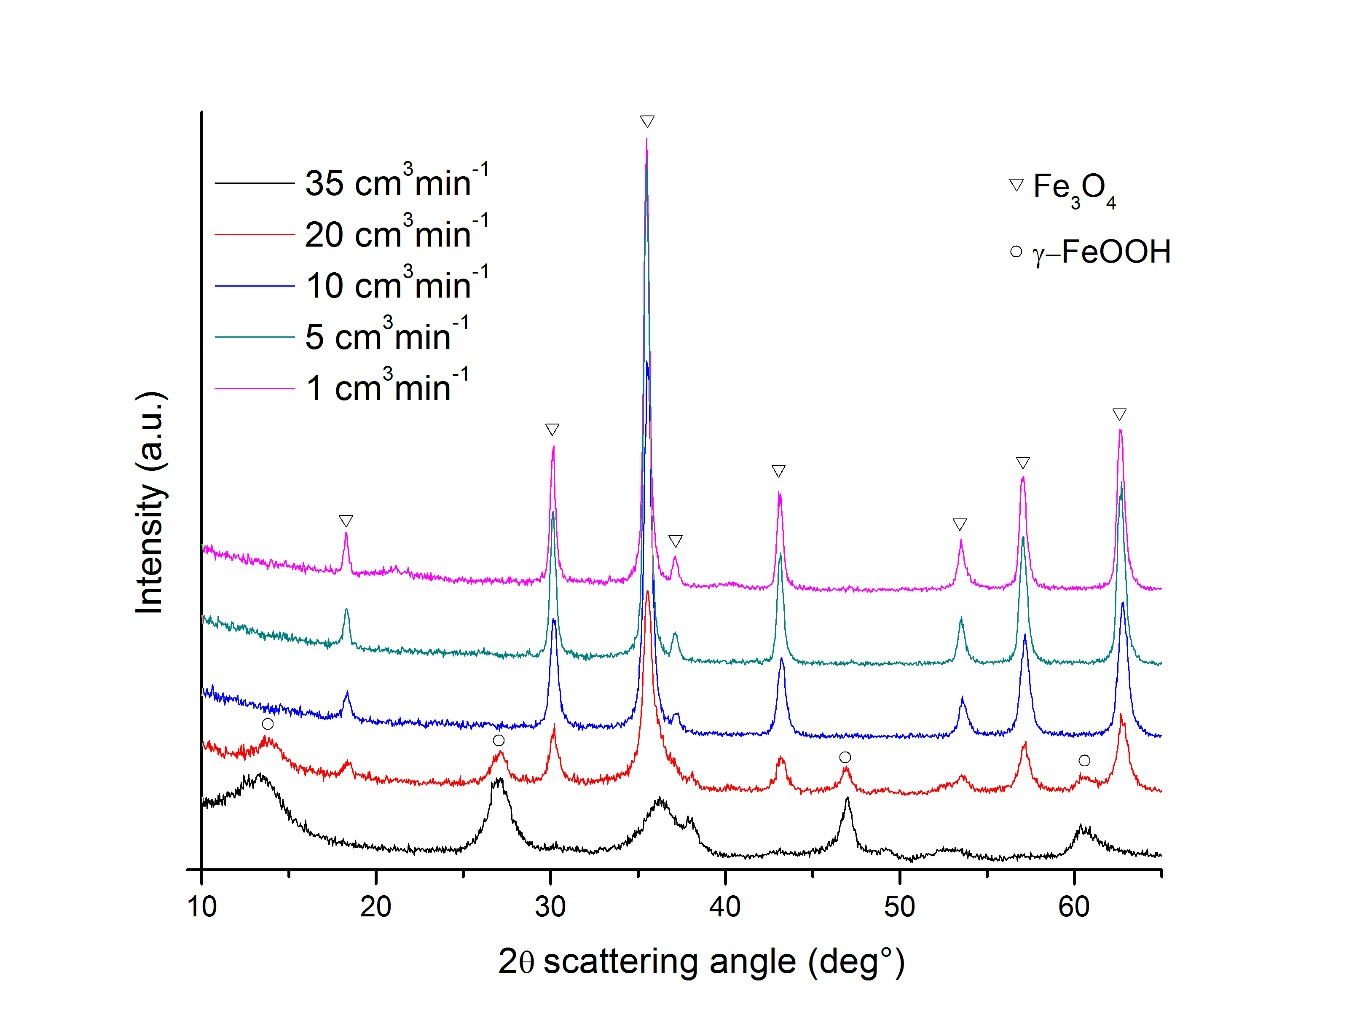 35 cm³min⁻¹
20 cm³min⁻¹
10 cm³min⁻¹
5 cm³min⁻¹
1 cm³min⁻¹
▽ Fe₃O₄
○ γ–FeOOH
Intensity (a.u.)
10 20 30 40 50 60
2θ scattering angle (deg°)